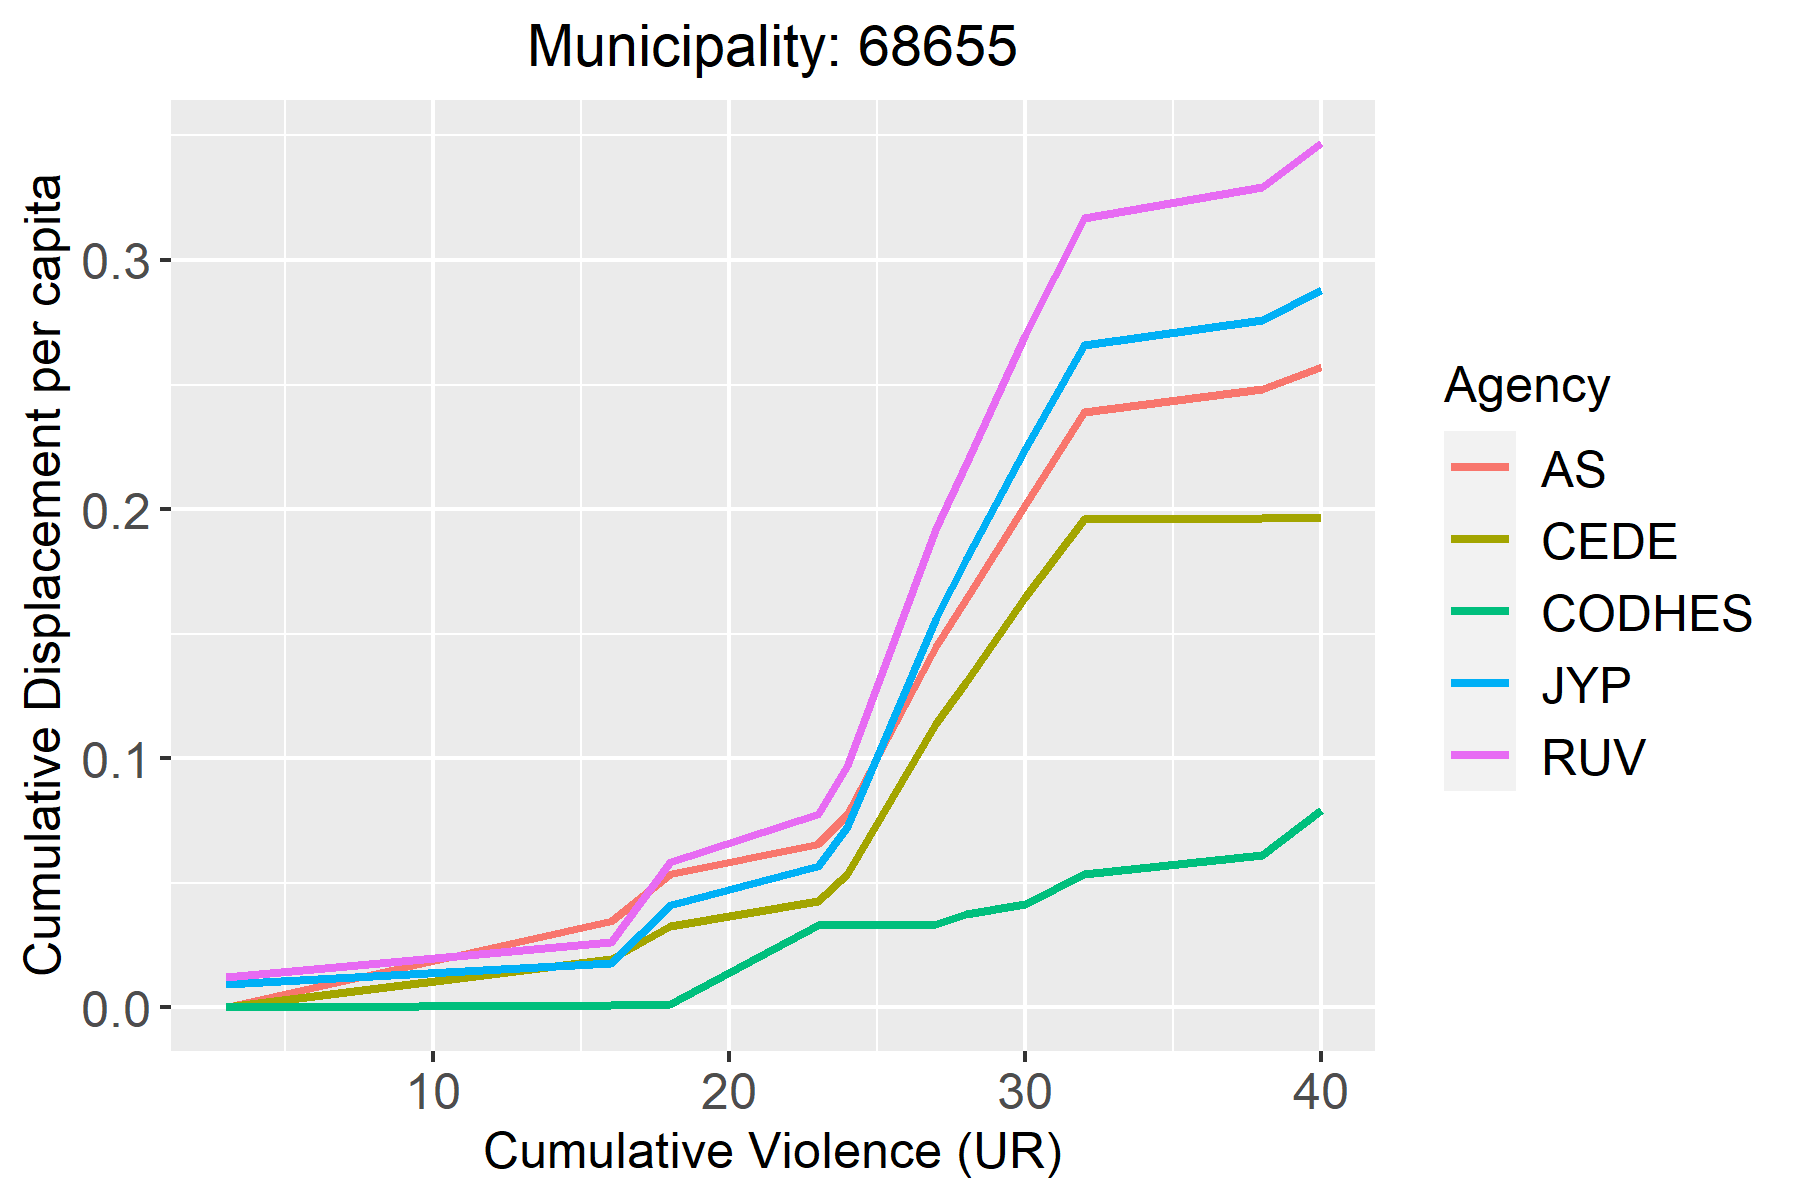 Municipality: 68655
Cumulative Displacement per capita
0.3
0.2
0.1
0.0
10 20 30 40
Cumulative Violence (UR)
Agency
AS
CEDE
CODHES
JYP
RUV